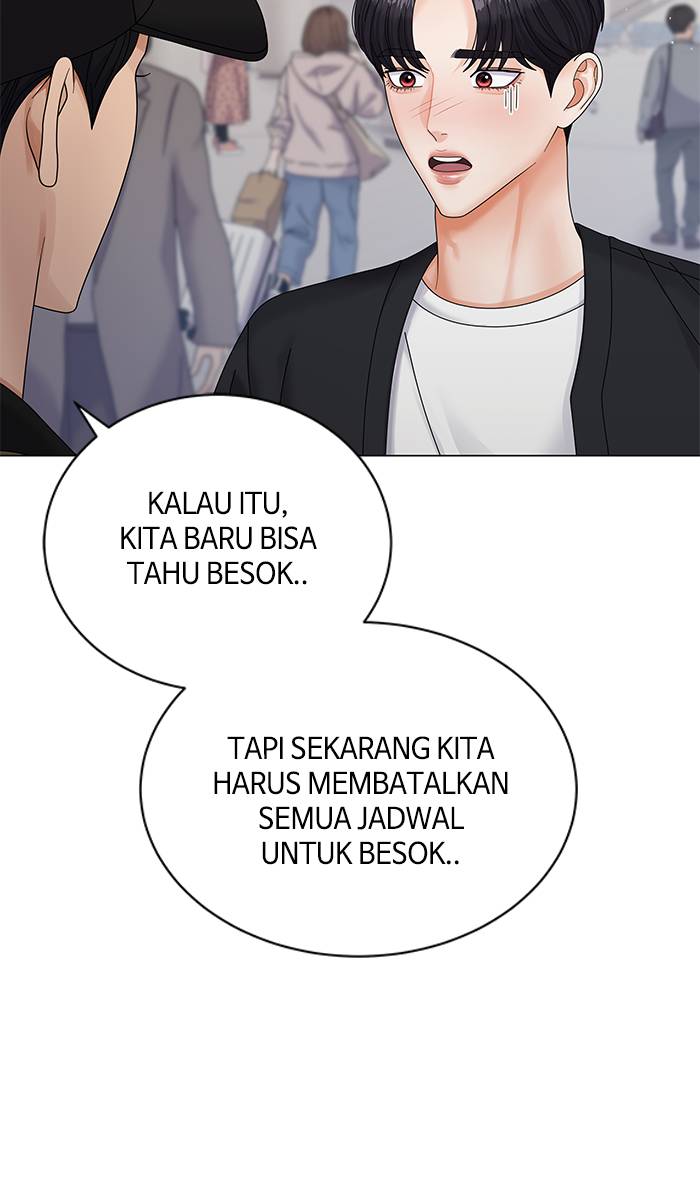 KALAU ITU,
KITA BARU BISA
TAHU BESOK..
TAPI SEKARANG KITA
HARUS MEMBATALKAN
SEMUA JADWAL
UNTUK BESOK..